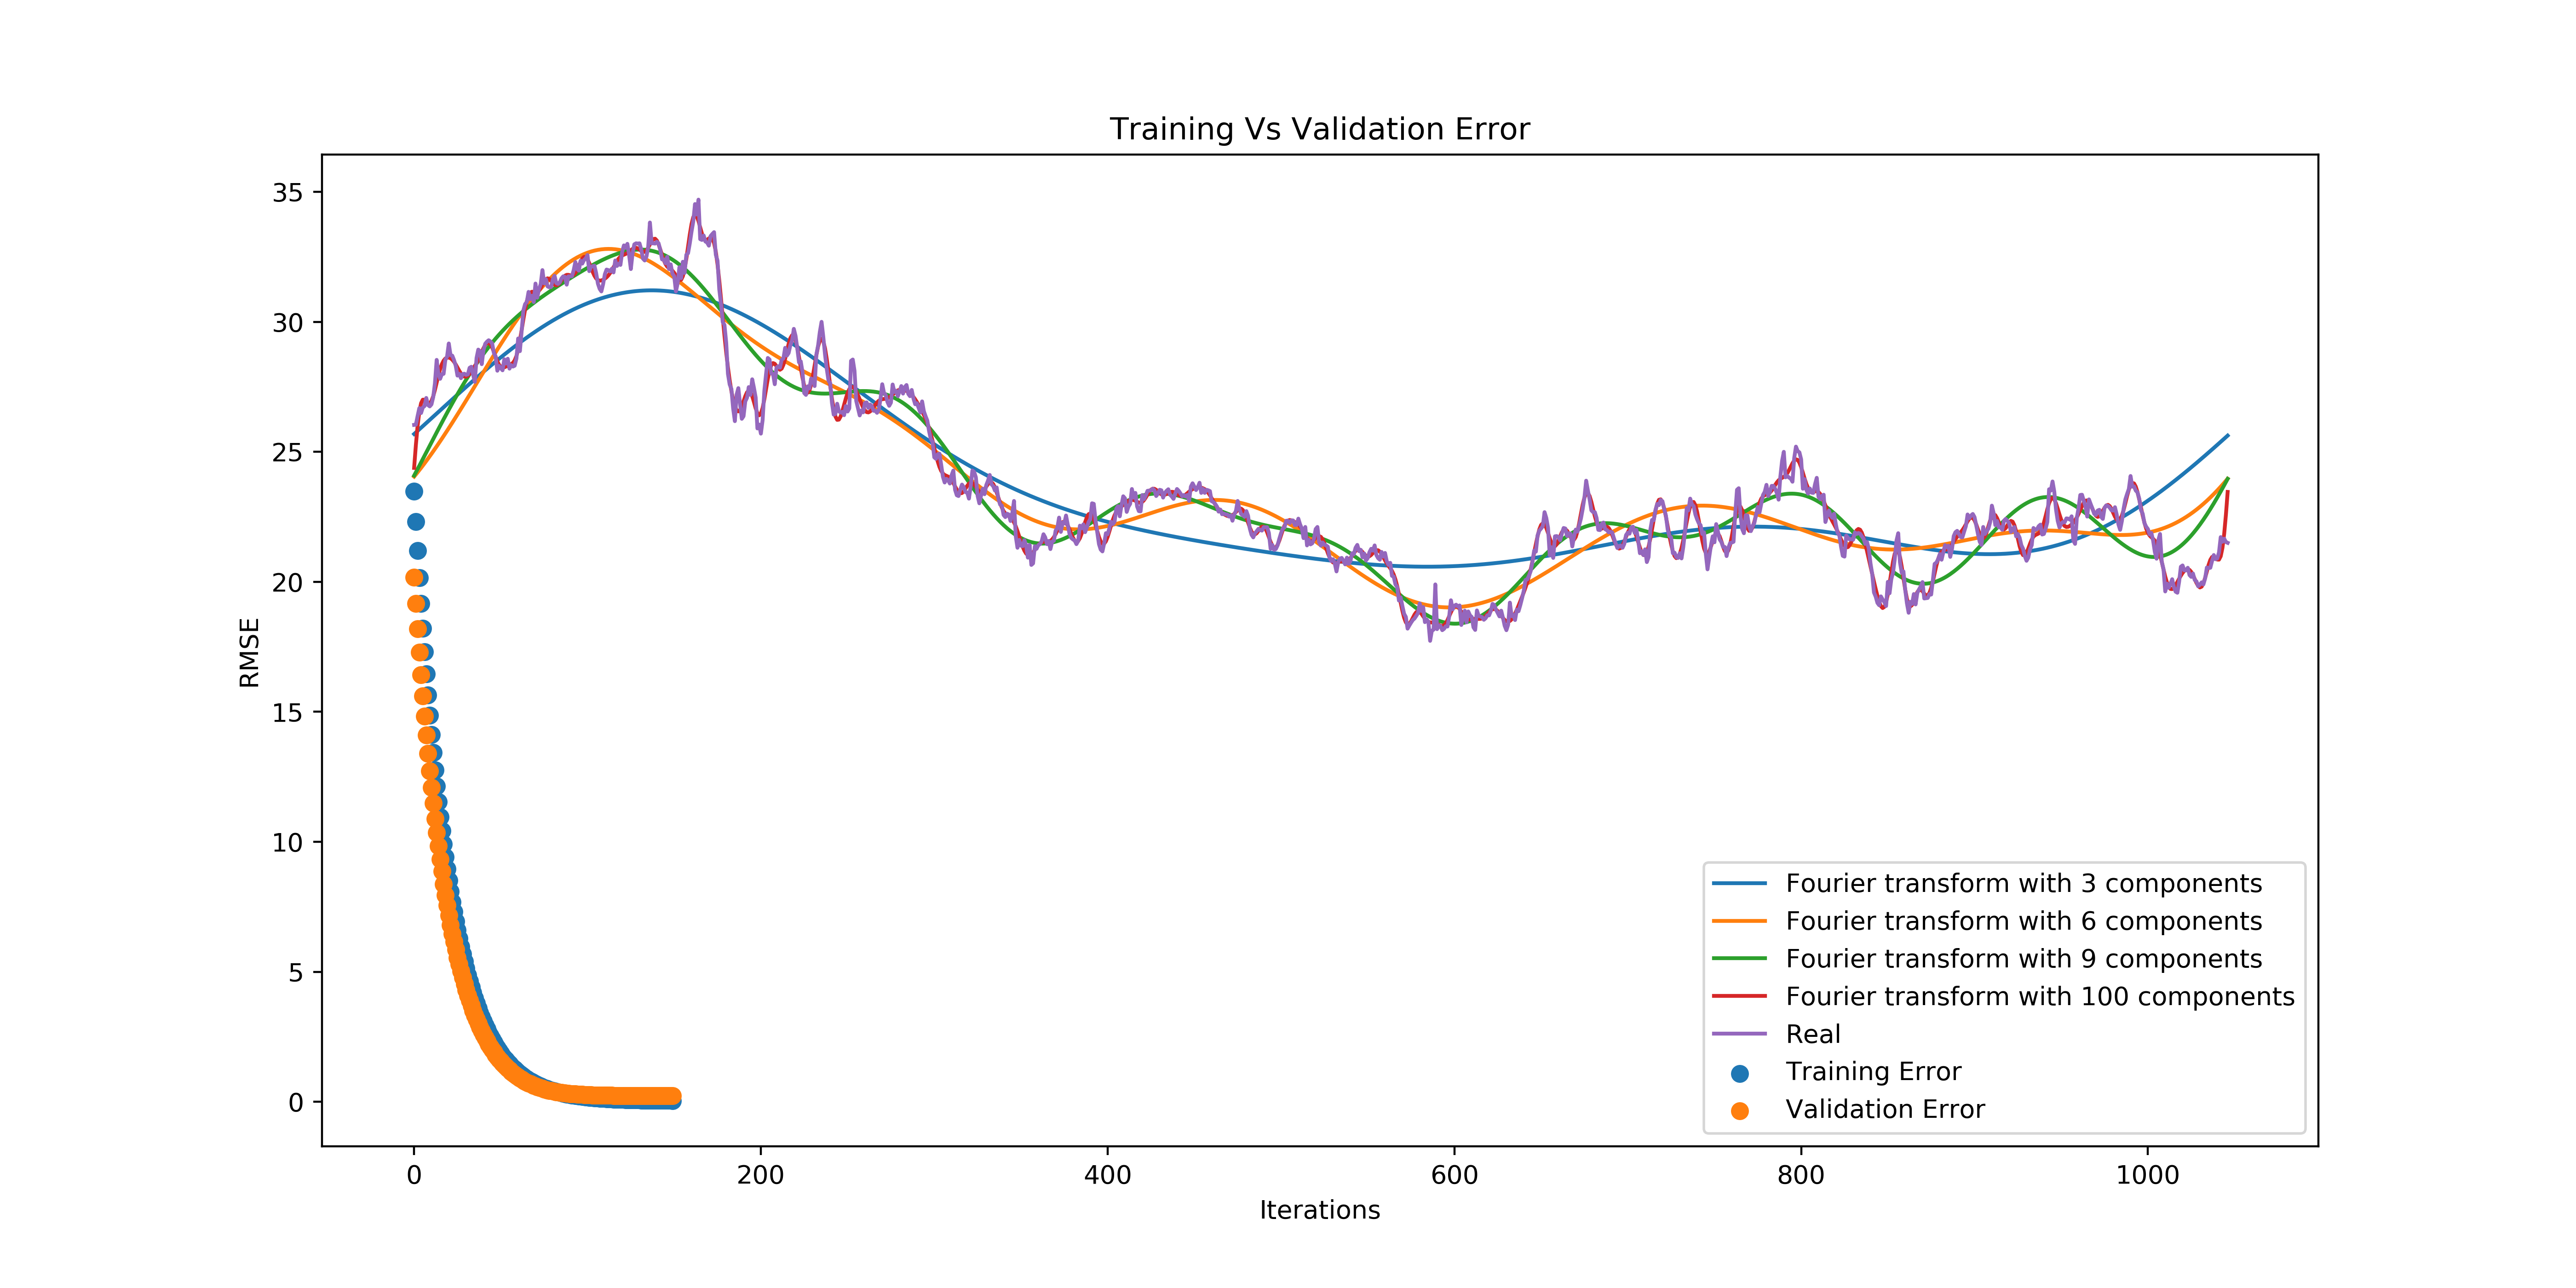 Training Vs Validation Error
35
30
25
20
15
10
5
0
RMSE
0 200 400 600 800 1000
Iterations
Fourier transform with 3 components
Fourier transform with 6 components
Fourier transform with 9 components
Fourier transform with 100 components
Real
Training Error
Validation Error